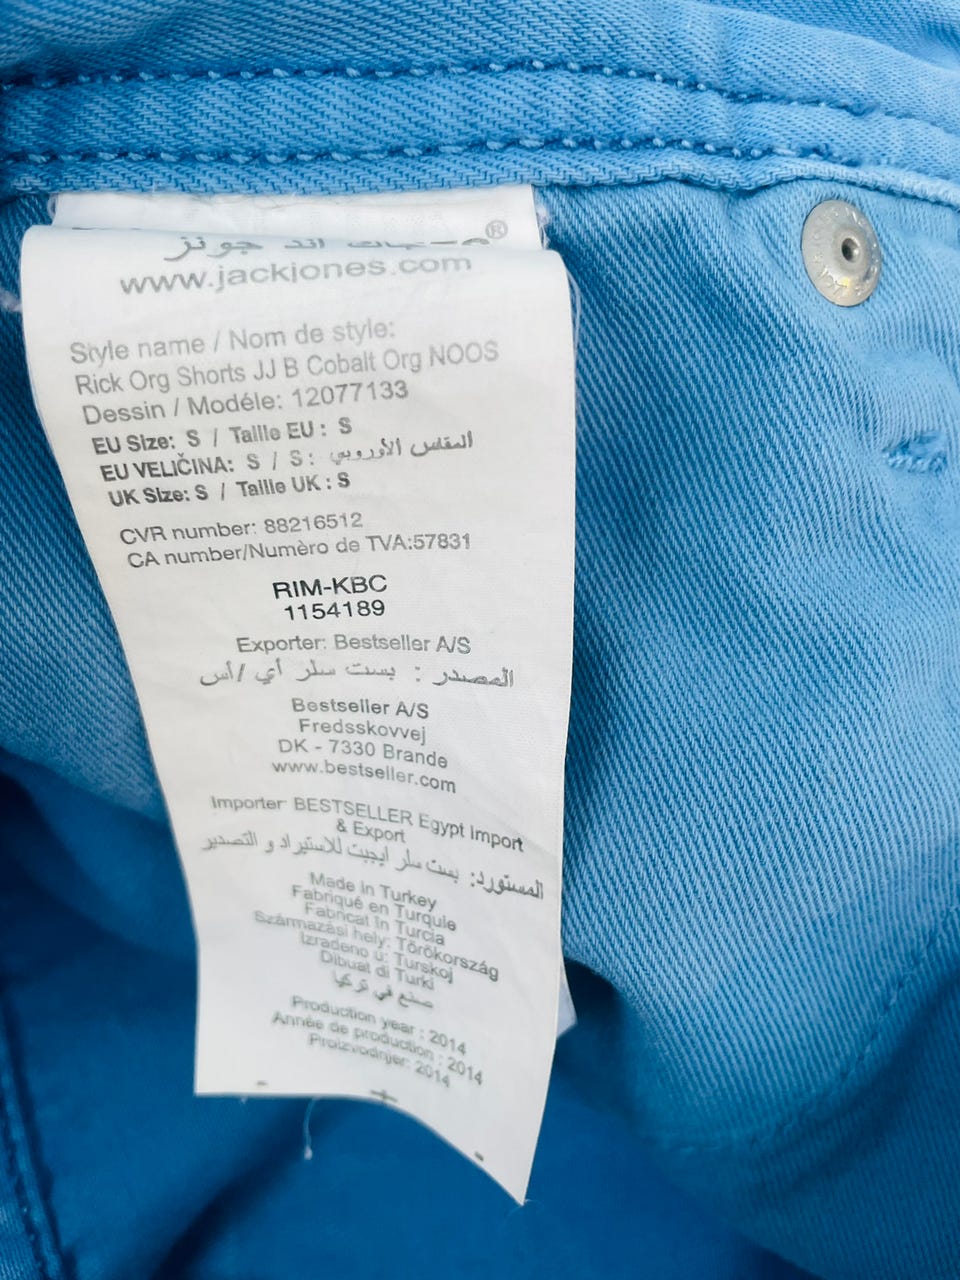 جاك اند جونز ®
www.jackjones.com
Style name / Nom de style:
Rick Org Shorts JJ B Cobalt Org NOOS
Dessin / Modéle: 12077133
EU Size: S / Taille EU : S
EU VELIČINA: S / S : المقاس الأوروبي
UK Size: S / Taille UK : S
CVR number: 88216512
CA number/Numèro de TVA:57831
RIM-KBC
1154189
Exporter: Bestseller A/S
المصدر : بست سلر أي /أس
Bestseller A/S
Fredsskovvej
DK - 7330 Brande
www.bestseller.com
Importer BESTSELLER Egypt Import
& Export
المستورد: بست سلر ايجبت للاستيراد و التصدير
Made in Turkey
Fabriqué en Turquie
Fabricat în Turcia
Származási hely: Törökország
Izradeno u: Turskoj
Dibuat di Turki
صنع في تركيا
Production year : 2014
Année de production : 2014
Proizvodnjer: 2014